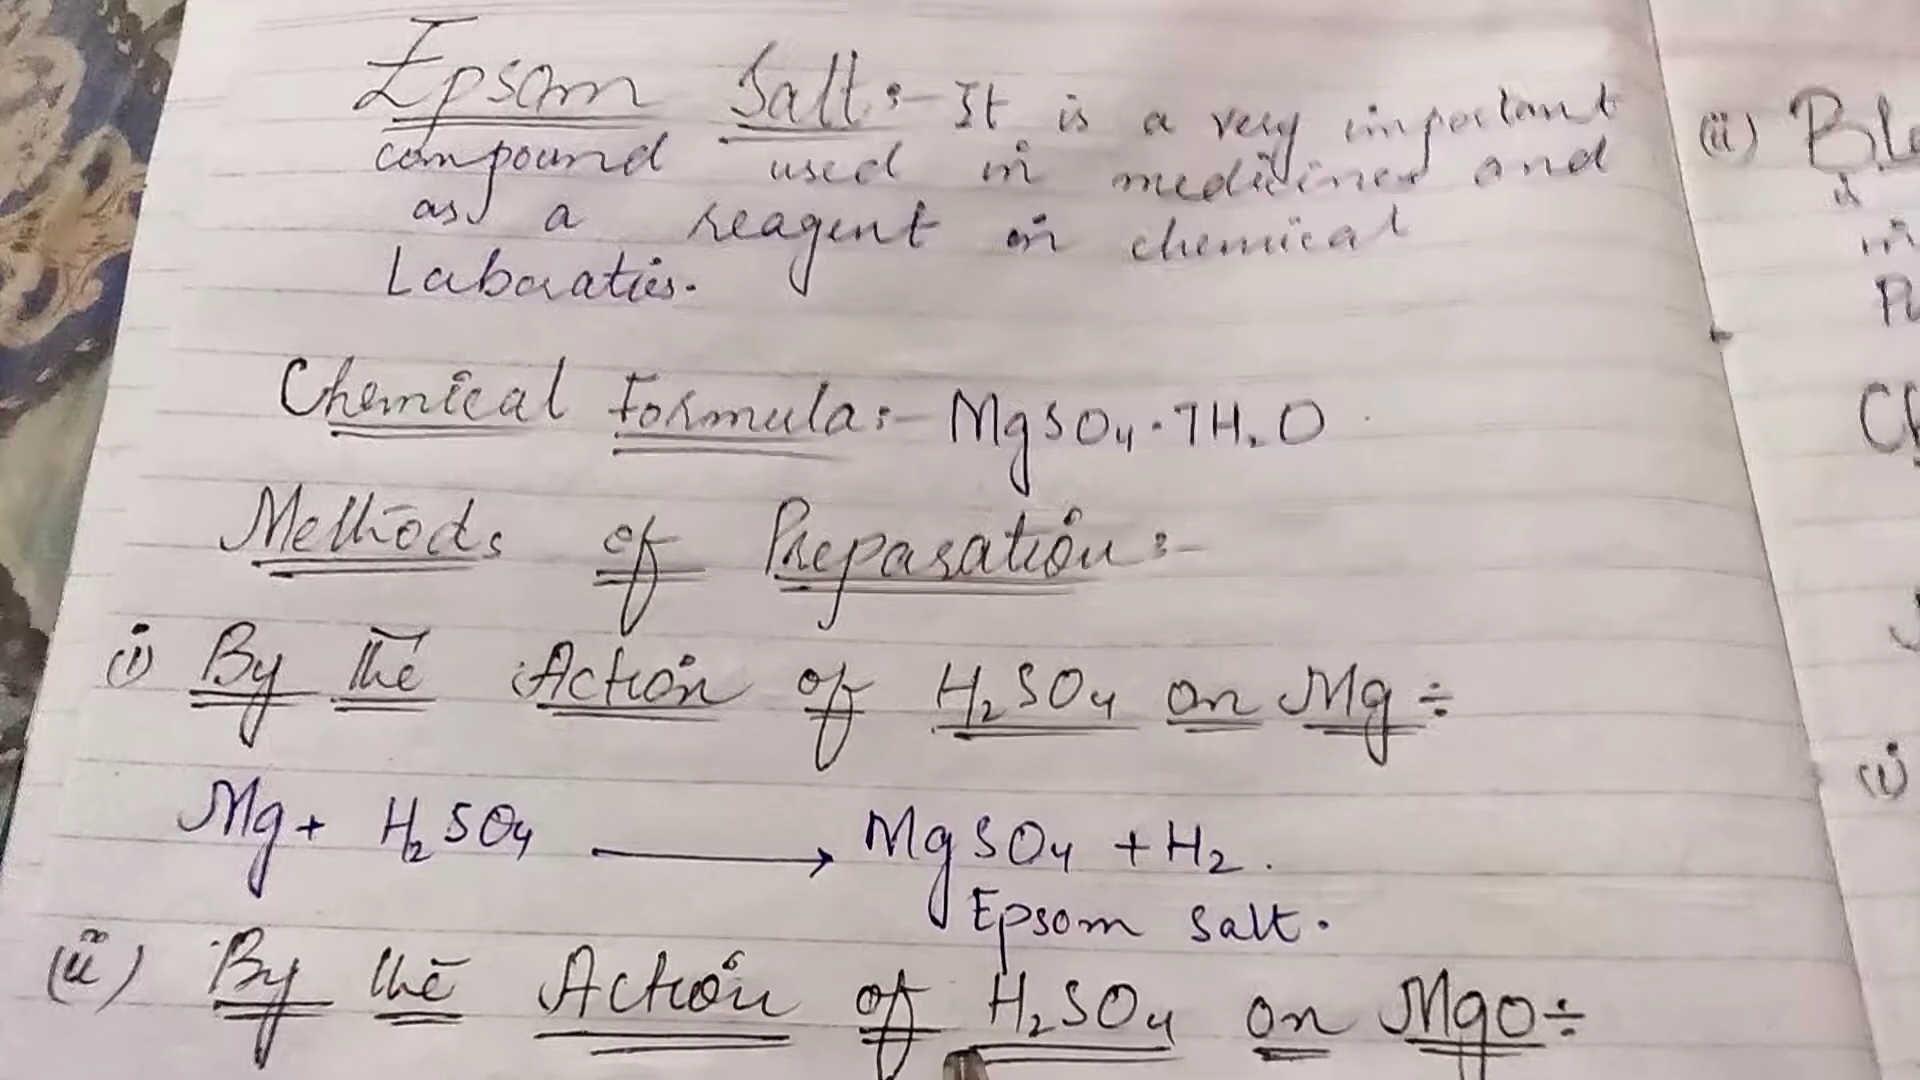 Epsom Salt:- It is a very important
compound used in medicines and
as a reagent in chemical
Laboraties.
Chemical Formula:- MgSO₄·7H₂O
Methods of Preparation:-
(i) By the Action of H₂SO₄ on Mg ÷
Mg + H₂SO₄ ⟶ MgSO₄ + H₂.
Epsom salt.
(ii) By the Action of H₂SO₄ on MgO ÷
(ii)
in
(i)